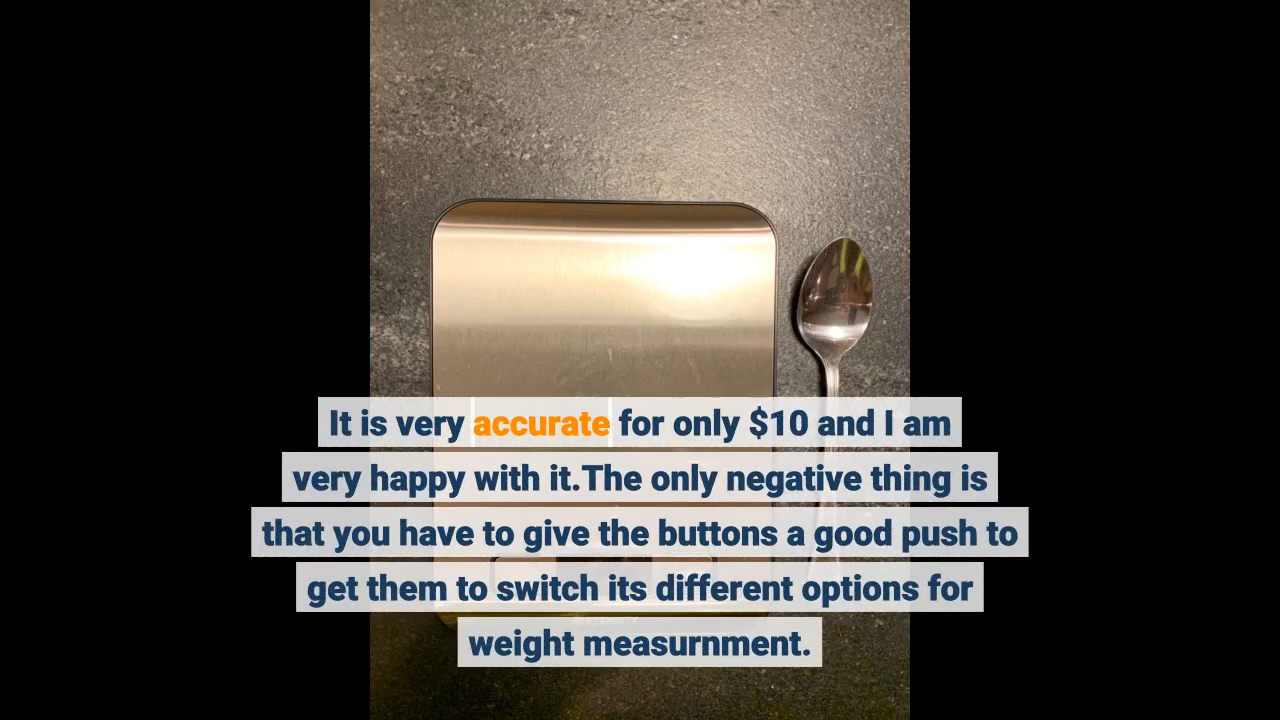 It is very accurate for only $10 and I am
very happy with it.The only negative thing is
that you have to give the buttons a good push to
get them to switch its different options for
weight measurnment.